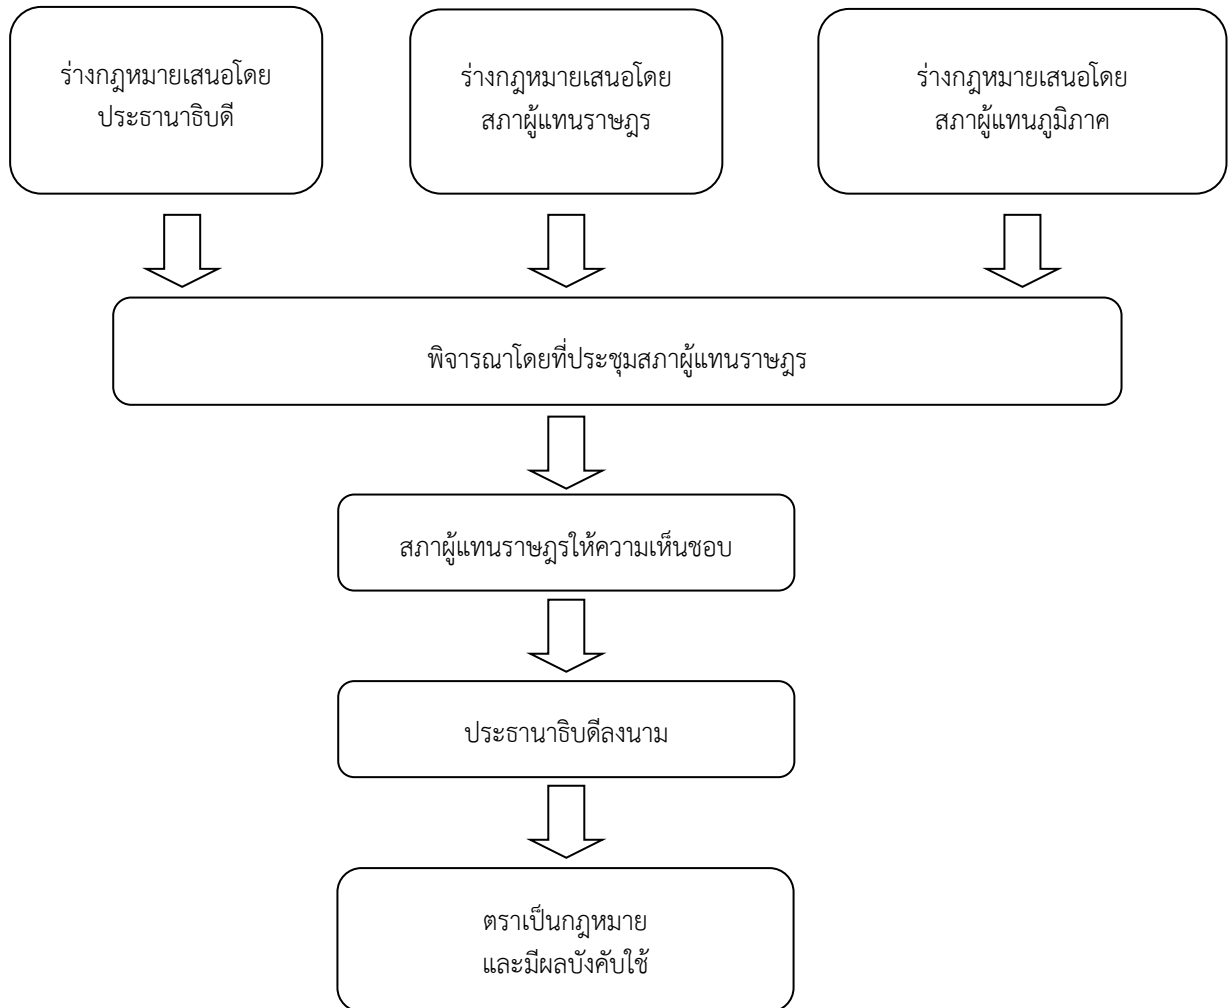 ร่างกฎหมายเสนอโดย
ประธานาธิบดี
ร่างกฎหมายเสนอโดย
สภาผู้แทนราษฎร
ร่างกฎหมายเสนอโดย
สภาผู้แทนภูมิภาค
พิจารณาโดยที่ประชุมสภาผู้แทนราษฎร
สภาผู้แทนราษฎรให้ความเห็นชอบ
ประธานาธิบดีลงนาม
ตราเป็นกฎหมาย
และมีผลบังคับใช้